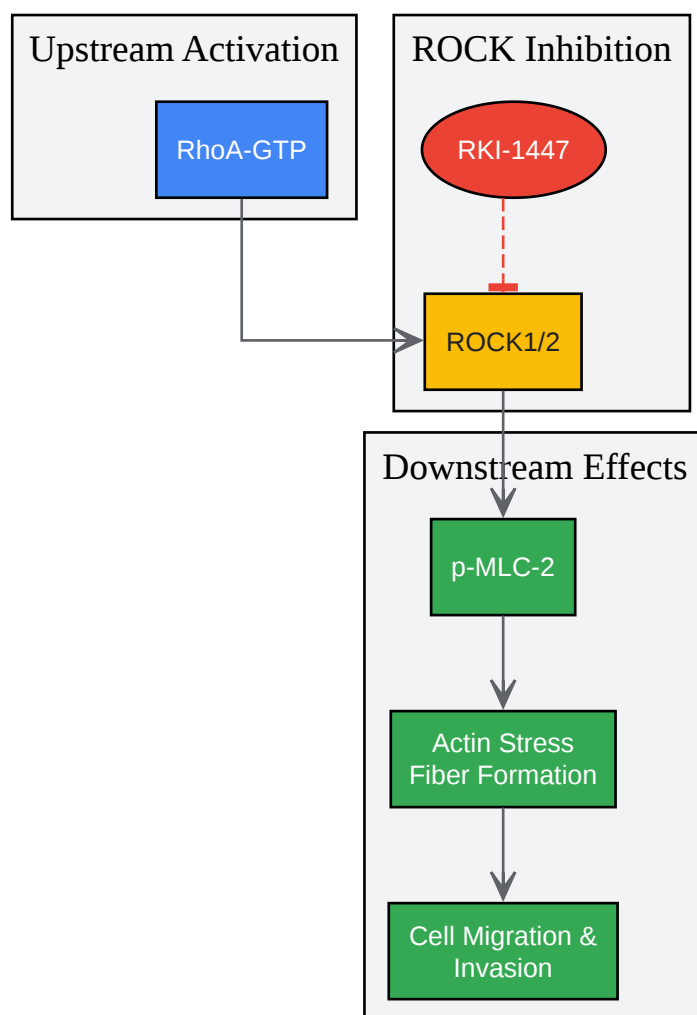 Upstream Activation
ROCK Inhibition
RhoA-GTP
RKI-1447
ROCK1/2
Downstream Effects
p-MLC-2
Actin Stress
Fiber Formation
Cell Migration &
Invasion